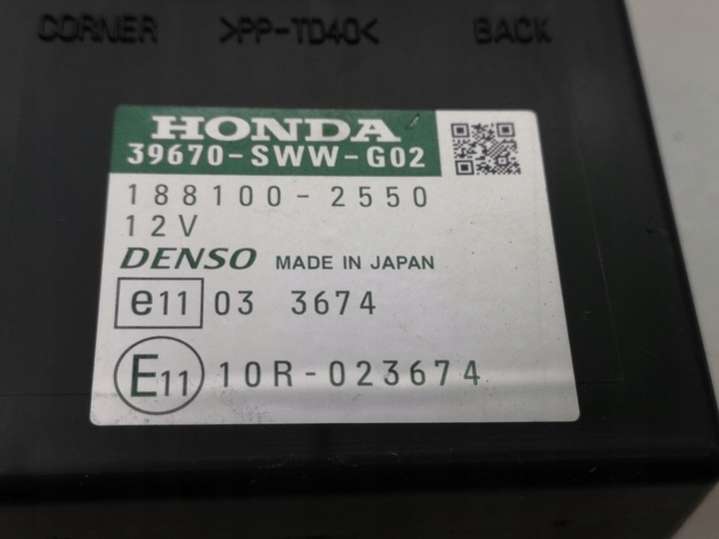 CORNER >PP-TD40< BACK
HONDA
39670-SWW-G02
188100-2550
12V
DENSO MADE IN JAPAN
e11 03 3674
E11 10R-023674